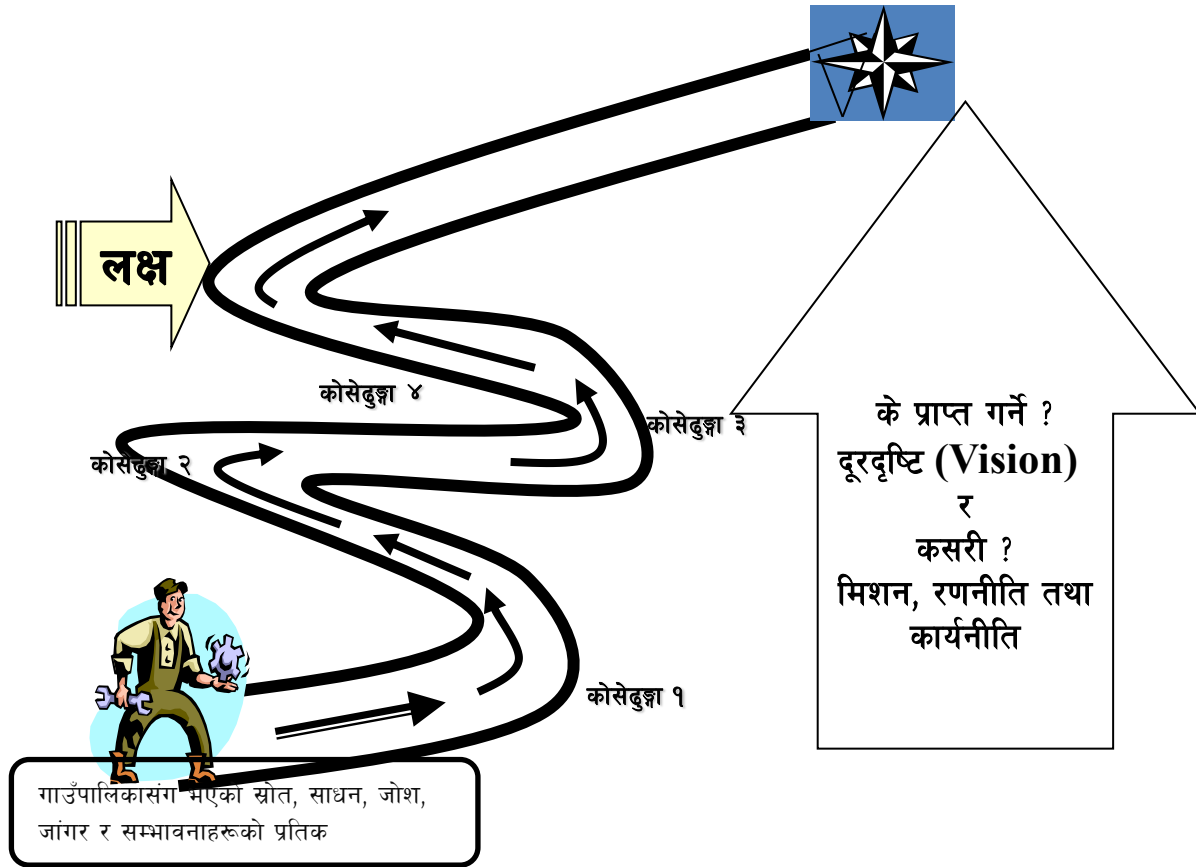 लक्ष
कोसेढुङ्गा ४
कोसेढुङ्गा ३
कोसेढुङ्गा २
कोसेढुङ्गा १
के प्राप्त गर्ने ?
दूरदृष्टि (Vision)
र
कसरी ?
मिशन, रणनीति तथा
कार्यनीति
गाउँपालिकासंग भएको स्रोत, साधन, जोश,
जांगर र सम्भावनाहरूको प्रतिक